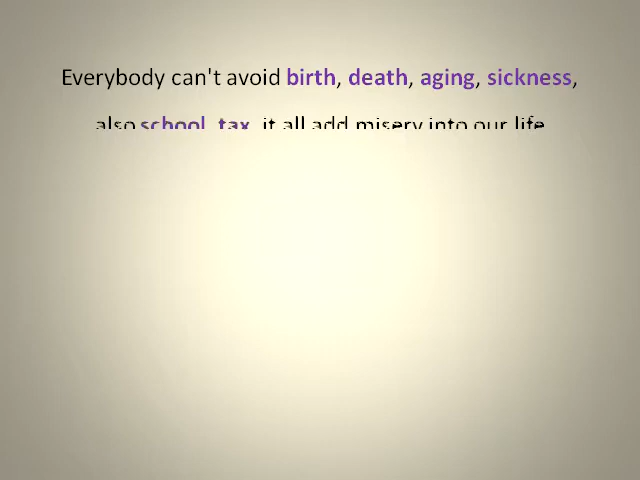 Everybody can't avoid birth, death, aging, sickness,
also school, tax, it all add misery into our life